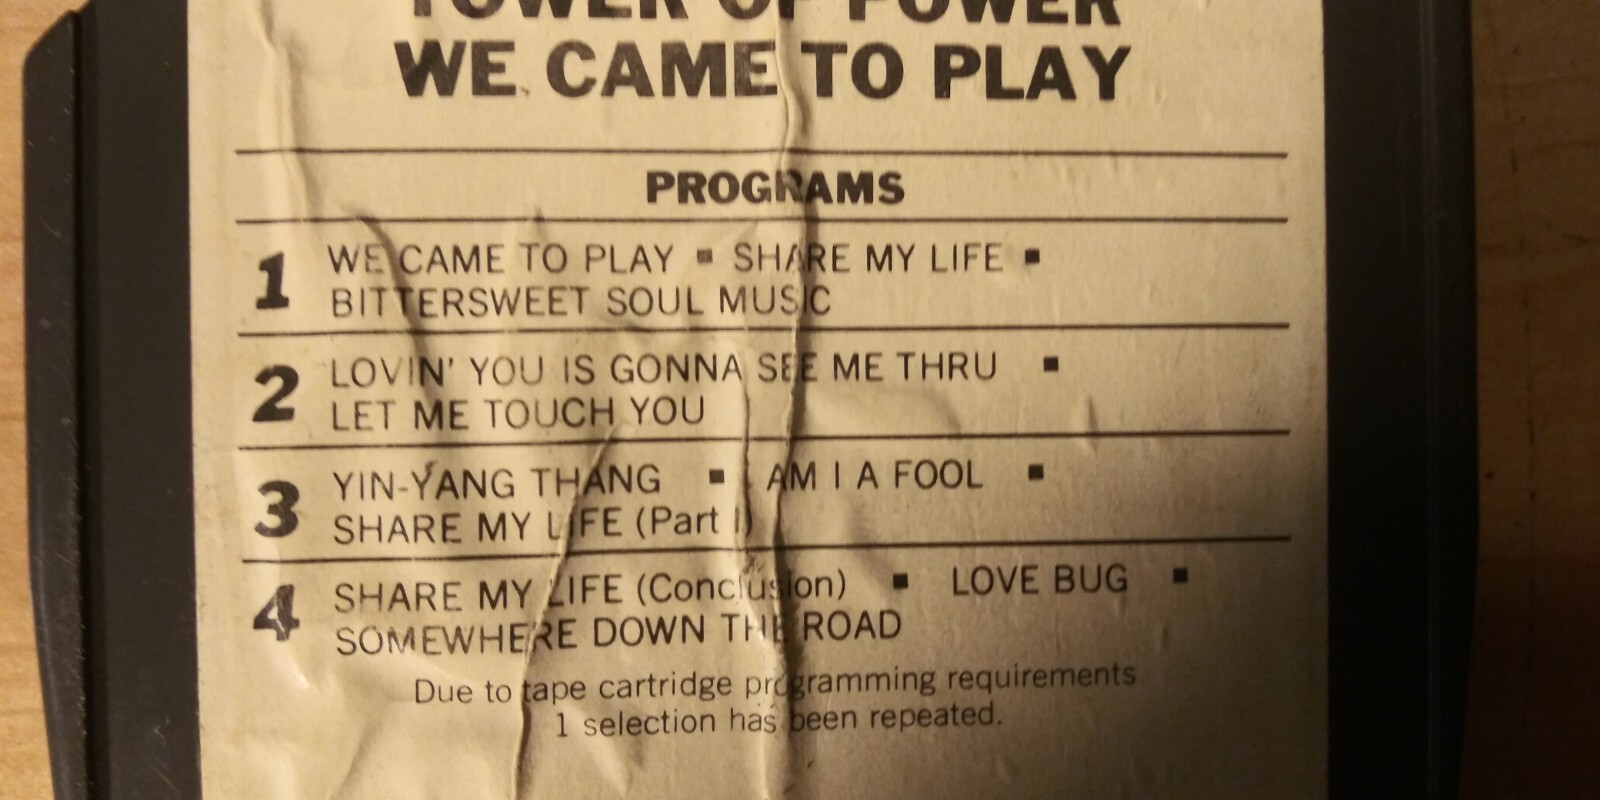 TOWER OF POWER
WE CAME TO PLAY
PROGRAMS
1 WE CAME TO PLAY ▪ SHARE MY LIFE ▪
BITTERSWEET SOUL MUSIC
2 LOVIN' YOU IS GONNA SEE ME THRU ▪
LET ME TOUCH YOU
3 YIN-YANG THANG ▪ AM I A FOOL ▪
SHARE MY LIFE (Part I)
4 SHARE MY LIFE (Conclusion) ▪ LOVE BUG ▪
SOMEWHERE DOWN THE ROAD
Due to tape cartridge programming requirements
1 selection has been repeated.